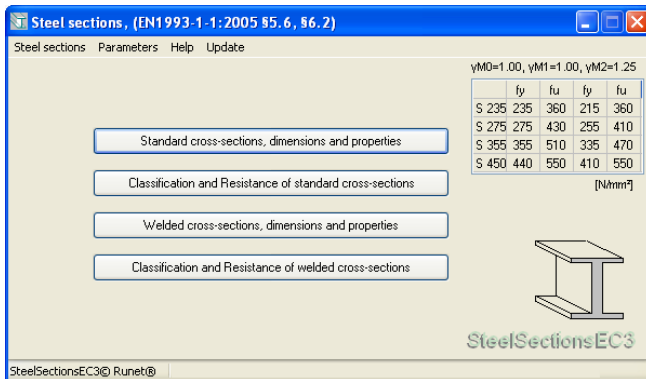 Steel sections, (EN1993-1-1:2005 §5.6, §6.2)
Steel sections Parameters Help Update
γM0=1.00, γM1=1.00, γM2=1.25
fy fu fy fu
S 235 235 360 215 360
S 275 275 430 255 410
S 355 355 510 335 470
S 450 440 550 410 550
[N/mm²]
Standard cross-sections, dimensions and properties
Classification and Resistance of standard cross-sections
Welded cross-sections, dimensions and properties
Classification and Resistance of welded cross-sections
SteelSectionsEC3
SteelSectionsEC3© Runet®